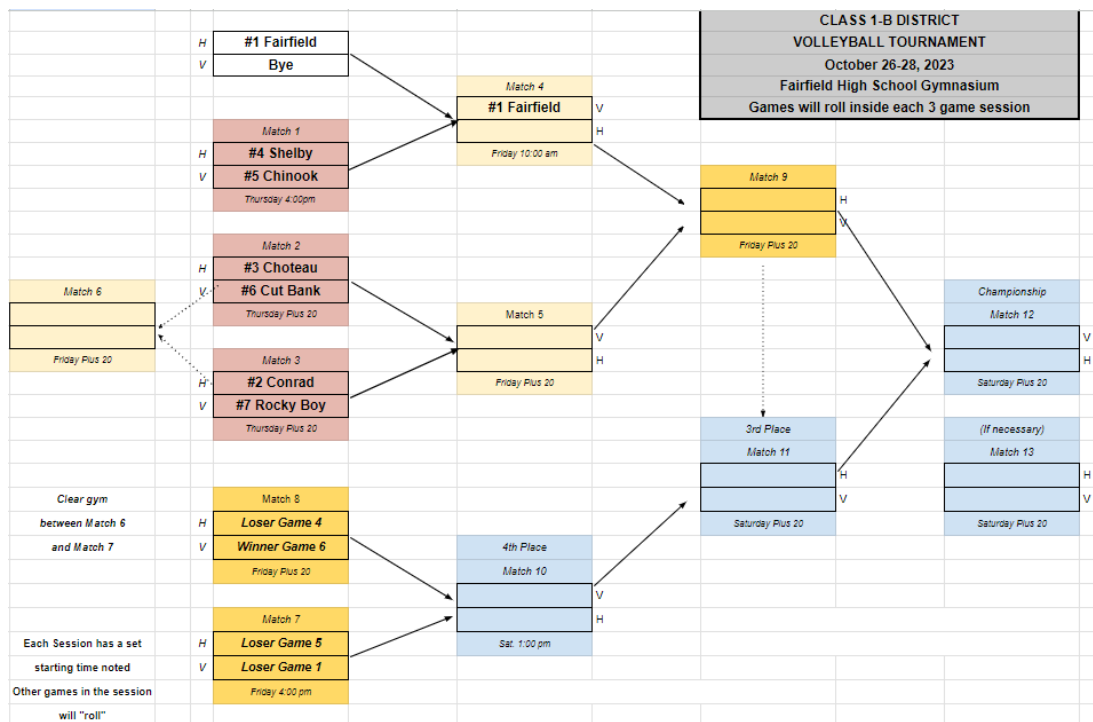 CLASS 1-B DISTRICT
VOLLEYBALL TOURNAMENT
October 26-28, 2023
Fairfield High School Gymnasium
Games will roll inside each 3 game session
H #1 Fairfield
V Bye
Match 4
#1 Fairfield V
H
Friday 10:00 am
Match 1
H #4 Shelby
V #5 Chinook
Thursday 4:00pm
Match 9
H
V
Friday Plus 20
Match 2
H #3 Choteau
V #6 Cut Bank
Thursday Plus 20
Match 6
Friday Plus 20
Match 5
V
H
Friday Plus 20
Championship
Match 12
V
H
Saturday Plus 20
Match 3
H #2 Conrad
V #7 Rocky Boy
Thursday Plus 20
3rd Place
Match 11
H
V
Saturday Plus 20
(If necessary)
Match 13
H
V
Saturday Plus 20
Clear gym
between Match 6
and Match 7
Match 8
H Loser Game 4
V Winner Game 6
Friday Plus 20
4th Place
Match 10
V
H
Sat. 1:00 pm
Match 7
H Loser Game 5
V Loser Game 1
Friday 4:00 pm
Each Session has a set
starting time noted
Other games in the session
will "roll"